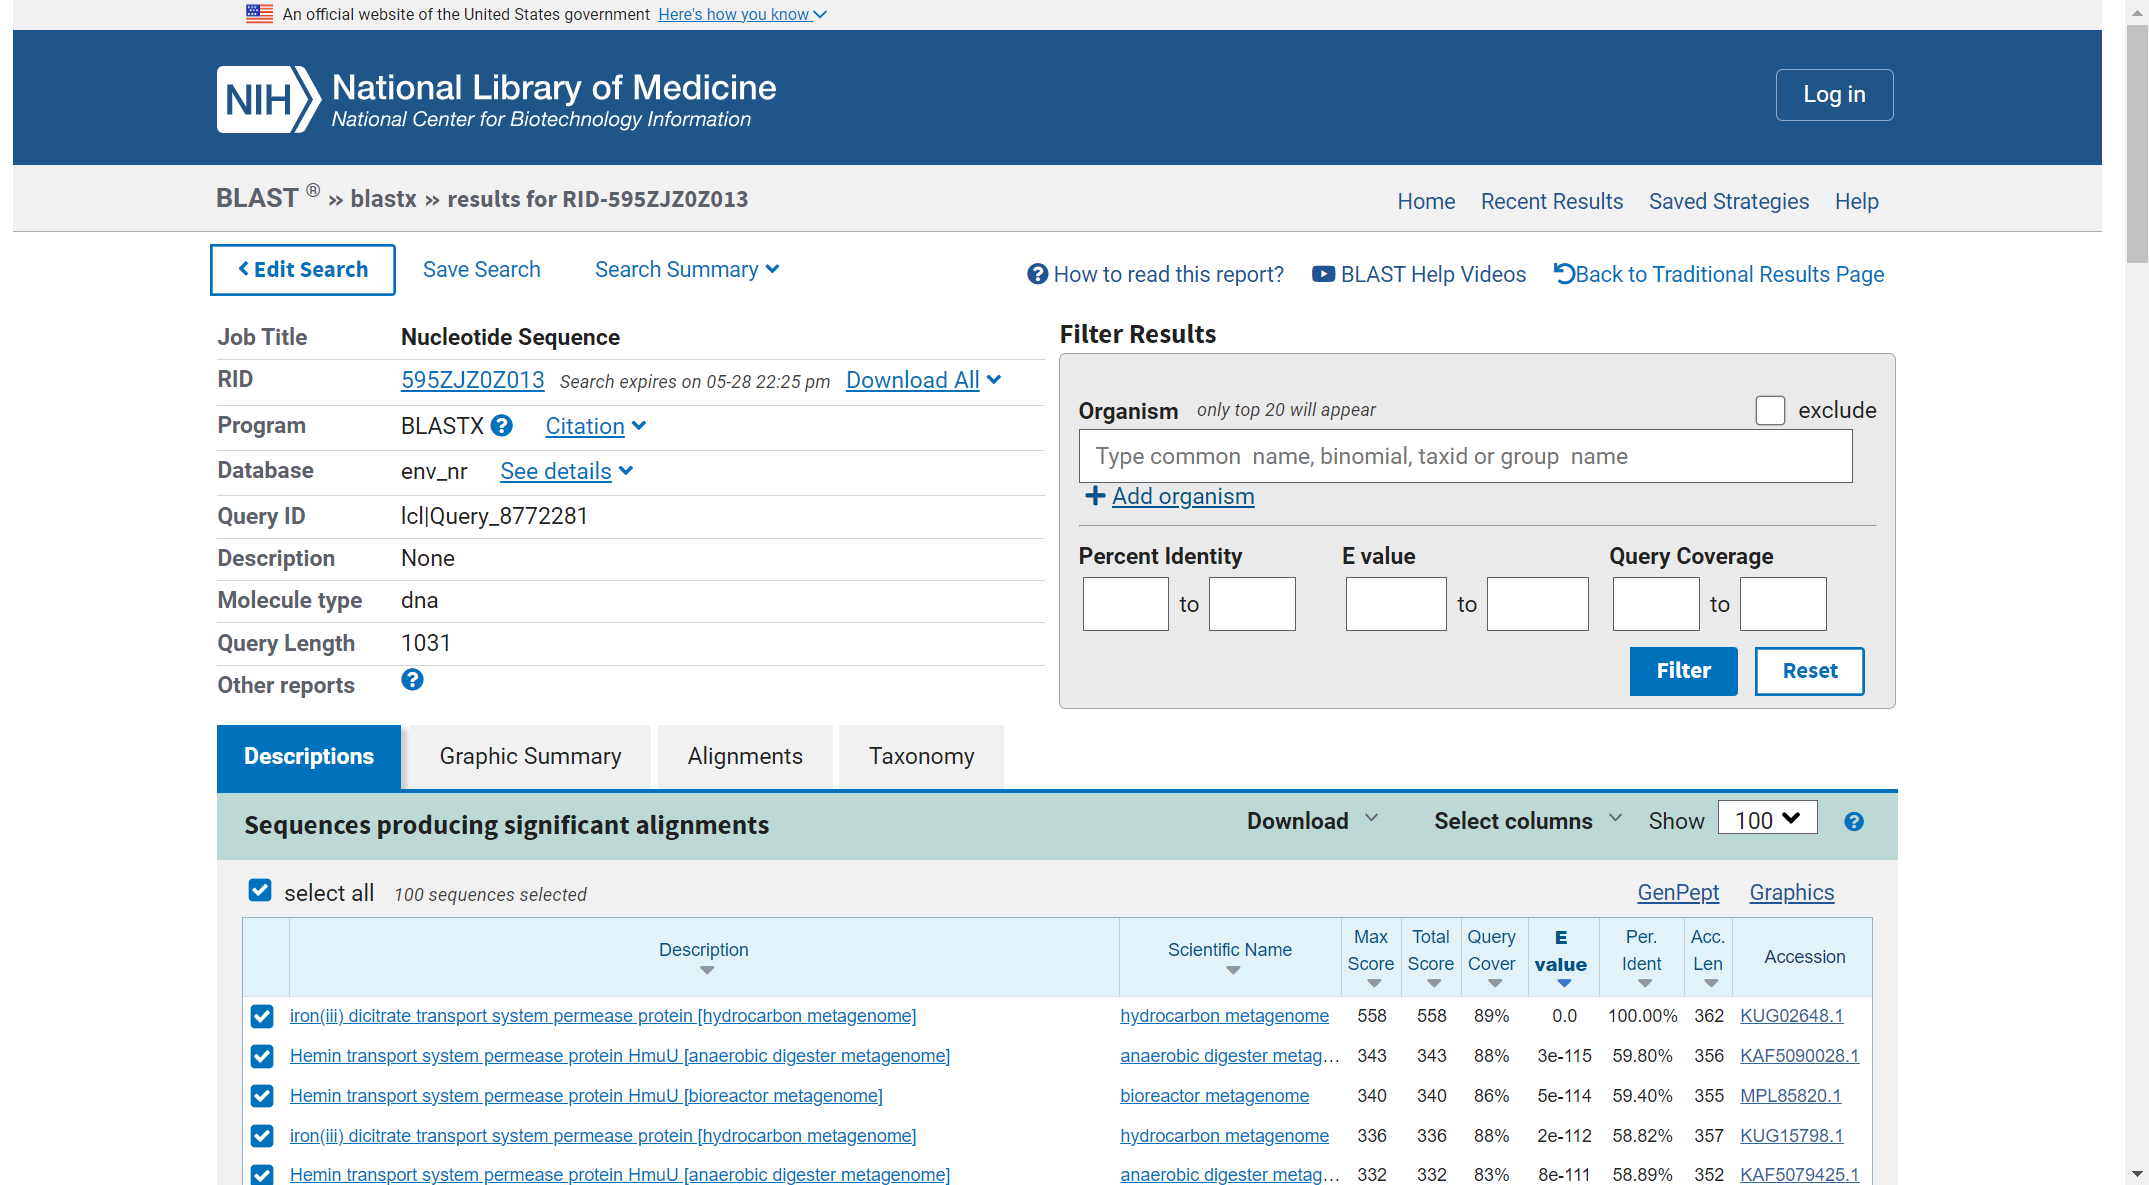 An official website of the United States government Here's how you know
NIH National Library of Medicine
National Center for Biotechnology Information
Log in
BLAST ® » blastx » results for RID-595ZJZ0Z013
Home Recent Results Saved Strategies Help
Edit Search Save Search Search Summary
How to read this report? BLAST Help Videos Back to Traditional Results Page
Job Title Nucleotide Sequence
RID 595ZJZ0Z013 Search expires on 05-28 22:25 pm Download All
Program BLASTX Citation
Database env_nr See details
Query ID lcl|Query_8772281
Description None
Molecule type dna
Query Length 1031
Other reports
Filter Results
Organism only top 20 will appear exclude
Type common name, binomial, taxid or group name
Add organism
Percent Identity E value Query Coverage
to to to
Filter Reset
Descriptions Graphic Summary Alignments Taxonomy
Sequences producing significant alignments Download Select columns Show 100
select all 100 sequences selected GenPept Graphics
Description Scientific Name Max Score Total Score Query Cover E value Per. Ident Acc. Len Accession
iron(iii) dicitrate transport system permease protein [hydrocarbon metagenome] hydrocarbon metagenome 558 558 89% 0.0 100.00% 362 KUG02648.1
Hemin transport system permease protein HmuU [anaerobic digester metagenome] anaerobic digester metag... 343 343 88% 3e-115 59.80% 356 KAF5090028.1
Hemin transport system permease protein HmuU [bioreactor metagenome] bioreactor metagenome 340 340 86% 5e-114 59.40% 355 MPL85820.1
iron(iii) dicitrate transport system permease protein [hydrocarbon metagenome] hydrocarbon metagenome 336 336 88% 2e-112 58.82% 357 KUG15798.1
Hemin transport system permease protein HmuU [anaerobic digester metagenome] anaerobic digester metag... 332 332 83% 8e-111 58.89% 352 KAF5079425.1